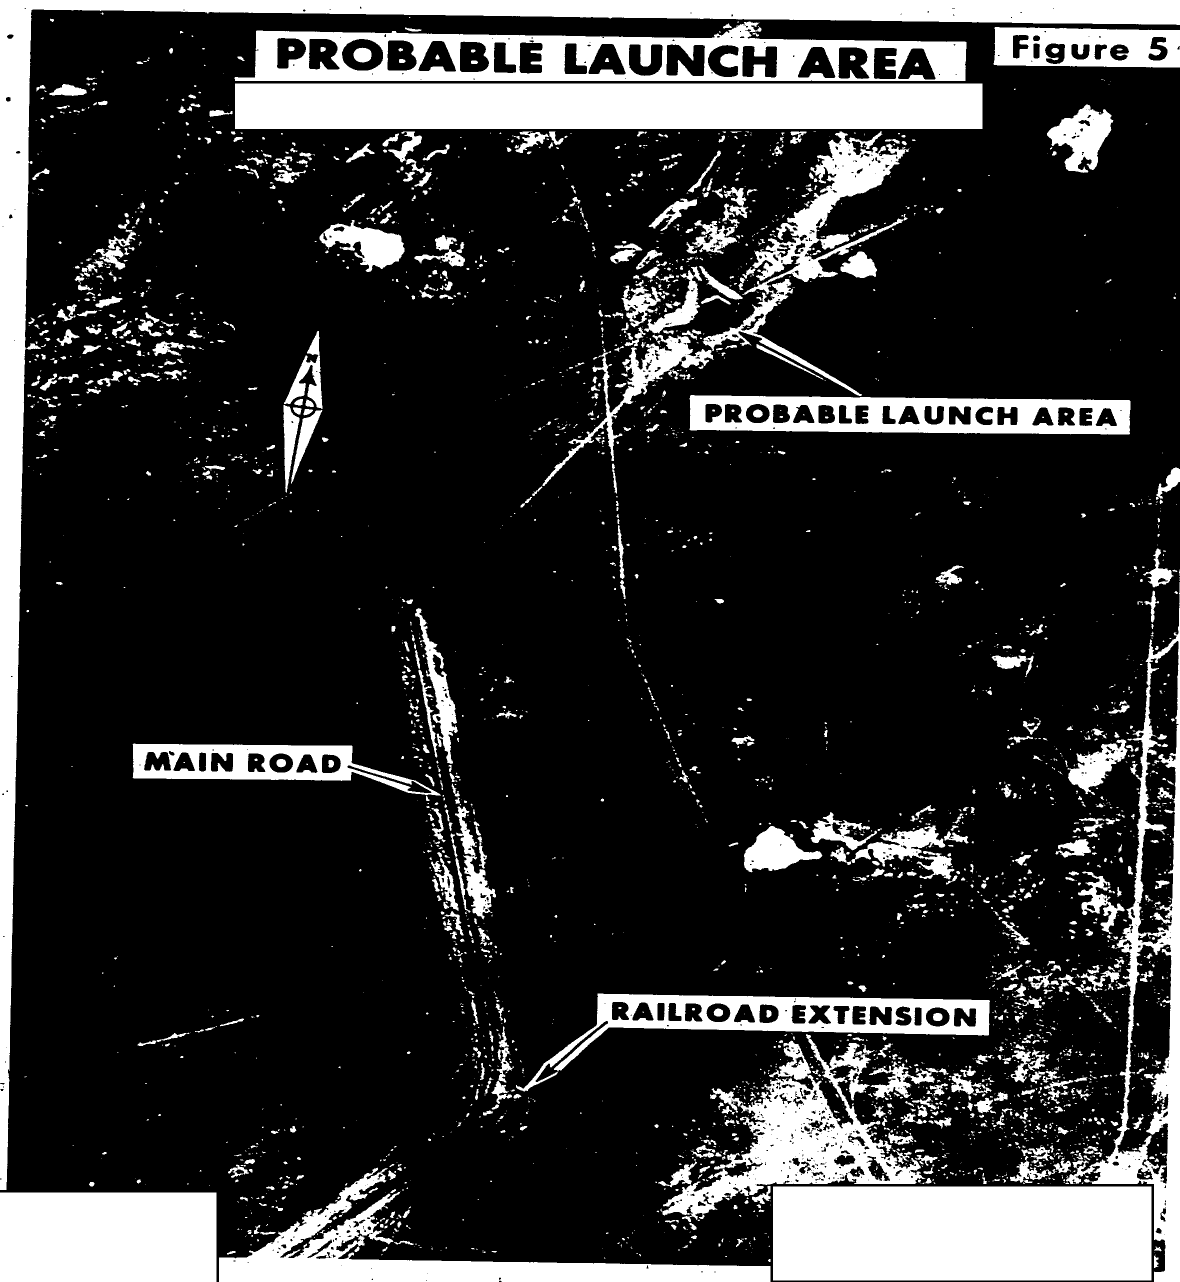 PROBABLE LAUNCH AREA
Figure 5
N
PROBABLE LAUNCH AREA
MAIN ROAD
RAILROAD EXTENSION